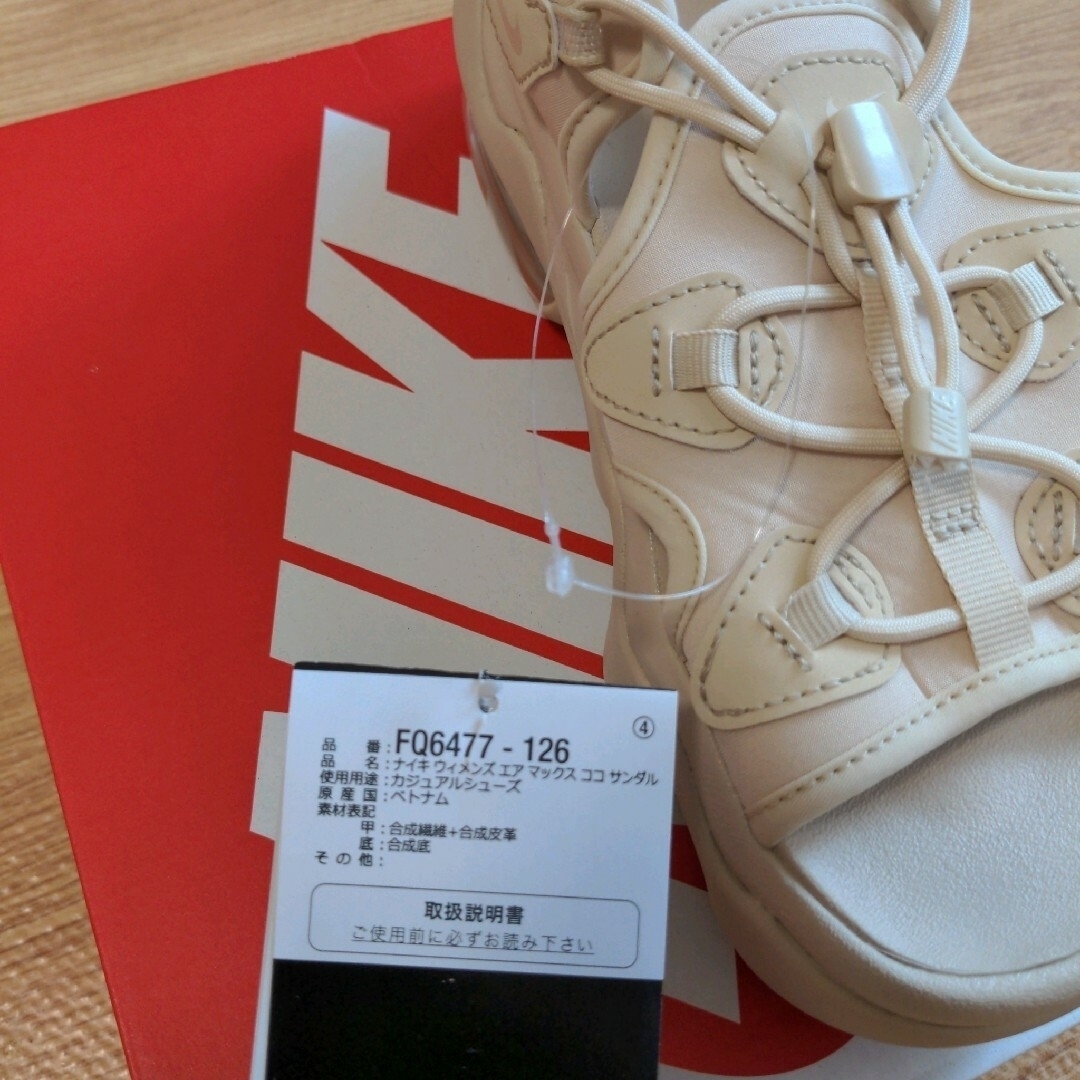 NIKE
NIKE
④
品番:FQ6477-126
品名:ナイキ ウィメンズ エア マックス ココ サンダル
使用用途:カジュアルシューズ
原産国:ベトナム
素材表記
甲:合成繊維+合成皮革
底:合成底
その他:
取扱説明書
ご使用前に必ずお読み下さい